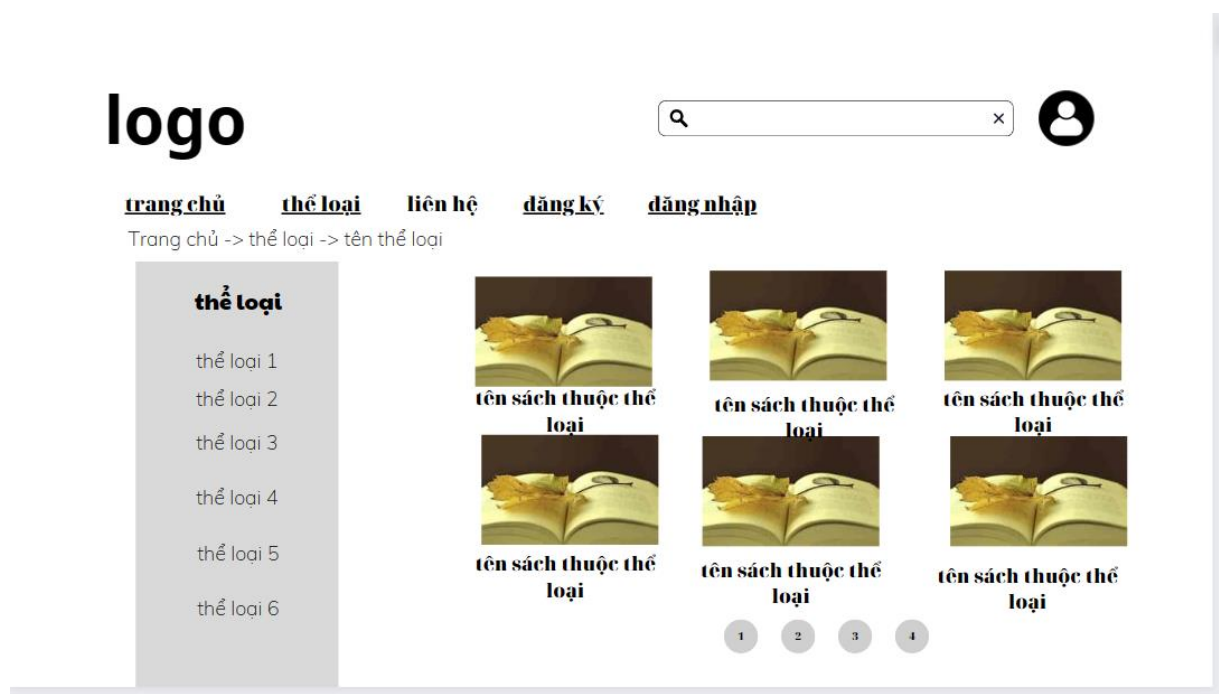 logo
trang chủ thể loại liên hệ đăng ký đăng nhập
Trang chủ -> thể loại -> tên thể loại
thể loại
thể loại 1
thể loại 2
thể loại 3
thể loại 4
thể loại 5
thể loại 6
tên sách thuộc thể
loại
tên sách thuộc thể
loại
tên sách thuộc thể
loại
tên sách thuộc thể
loại
tên sách thuộc thể
loại
tên sách thuộc thể
loại
1 2 3 4